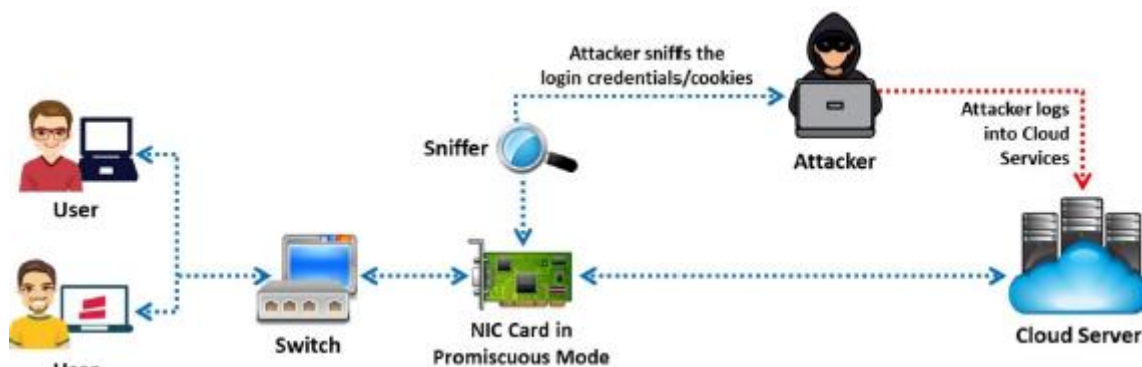 Attacker sniffs the
login credentials/cookies
Sniffer
Attacker
Attacker logs
into Cloud
Services
User
User
Switch
NIC Card in
Promiscuous Mode
Cloud Server